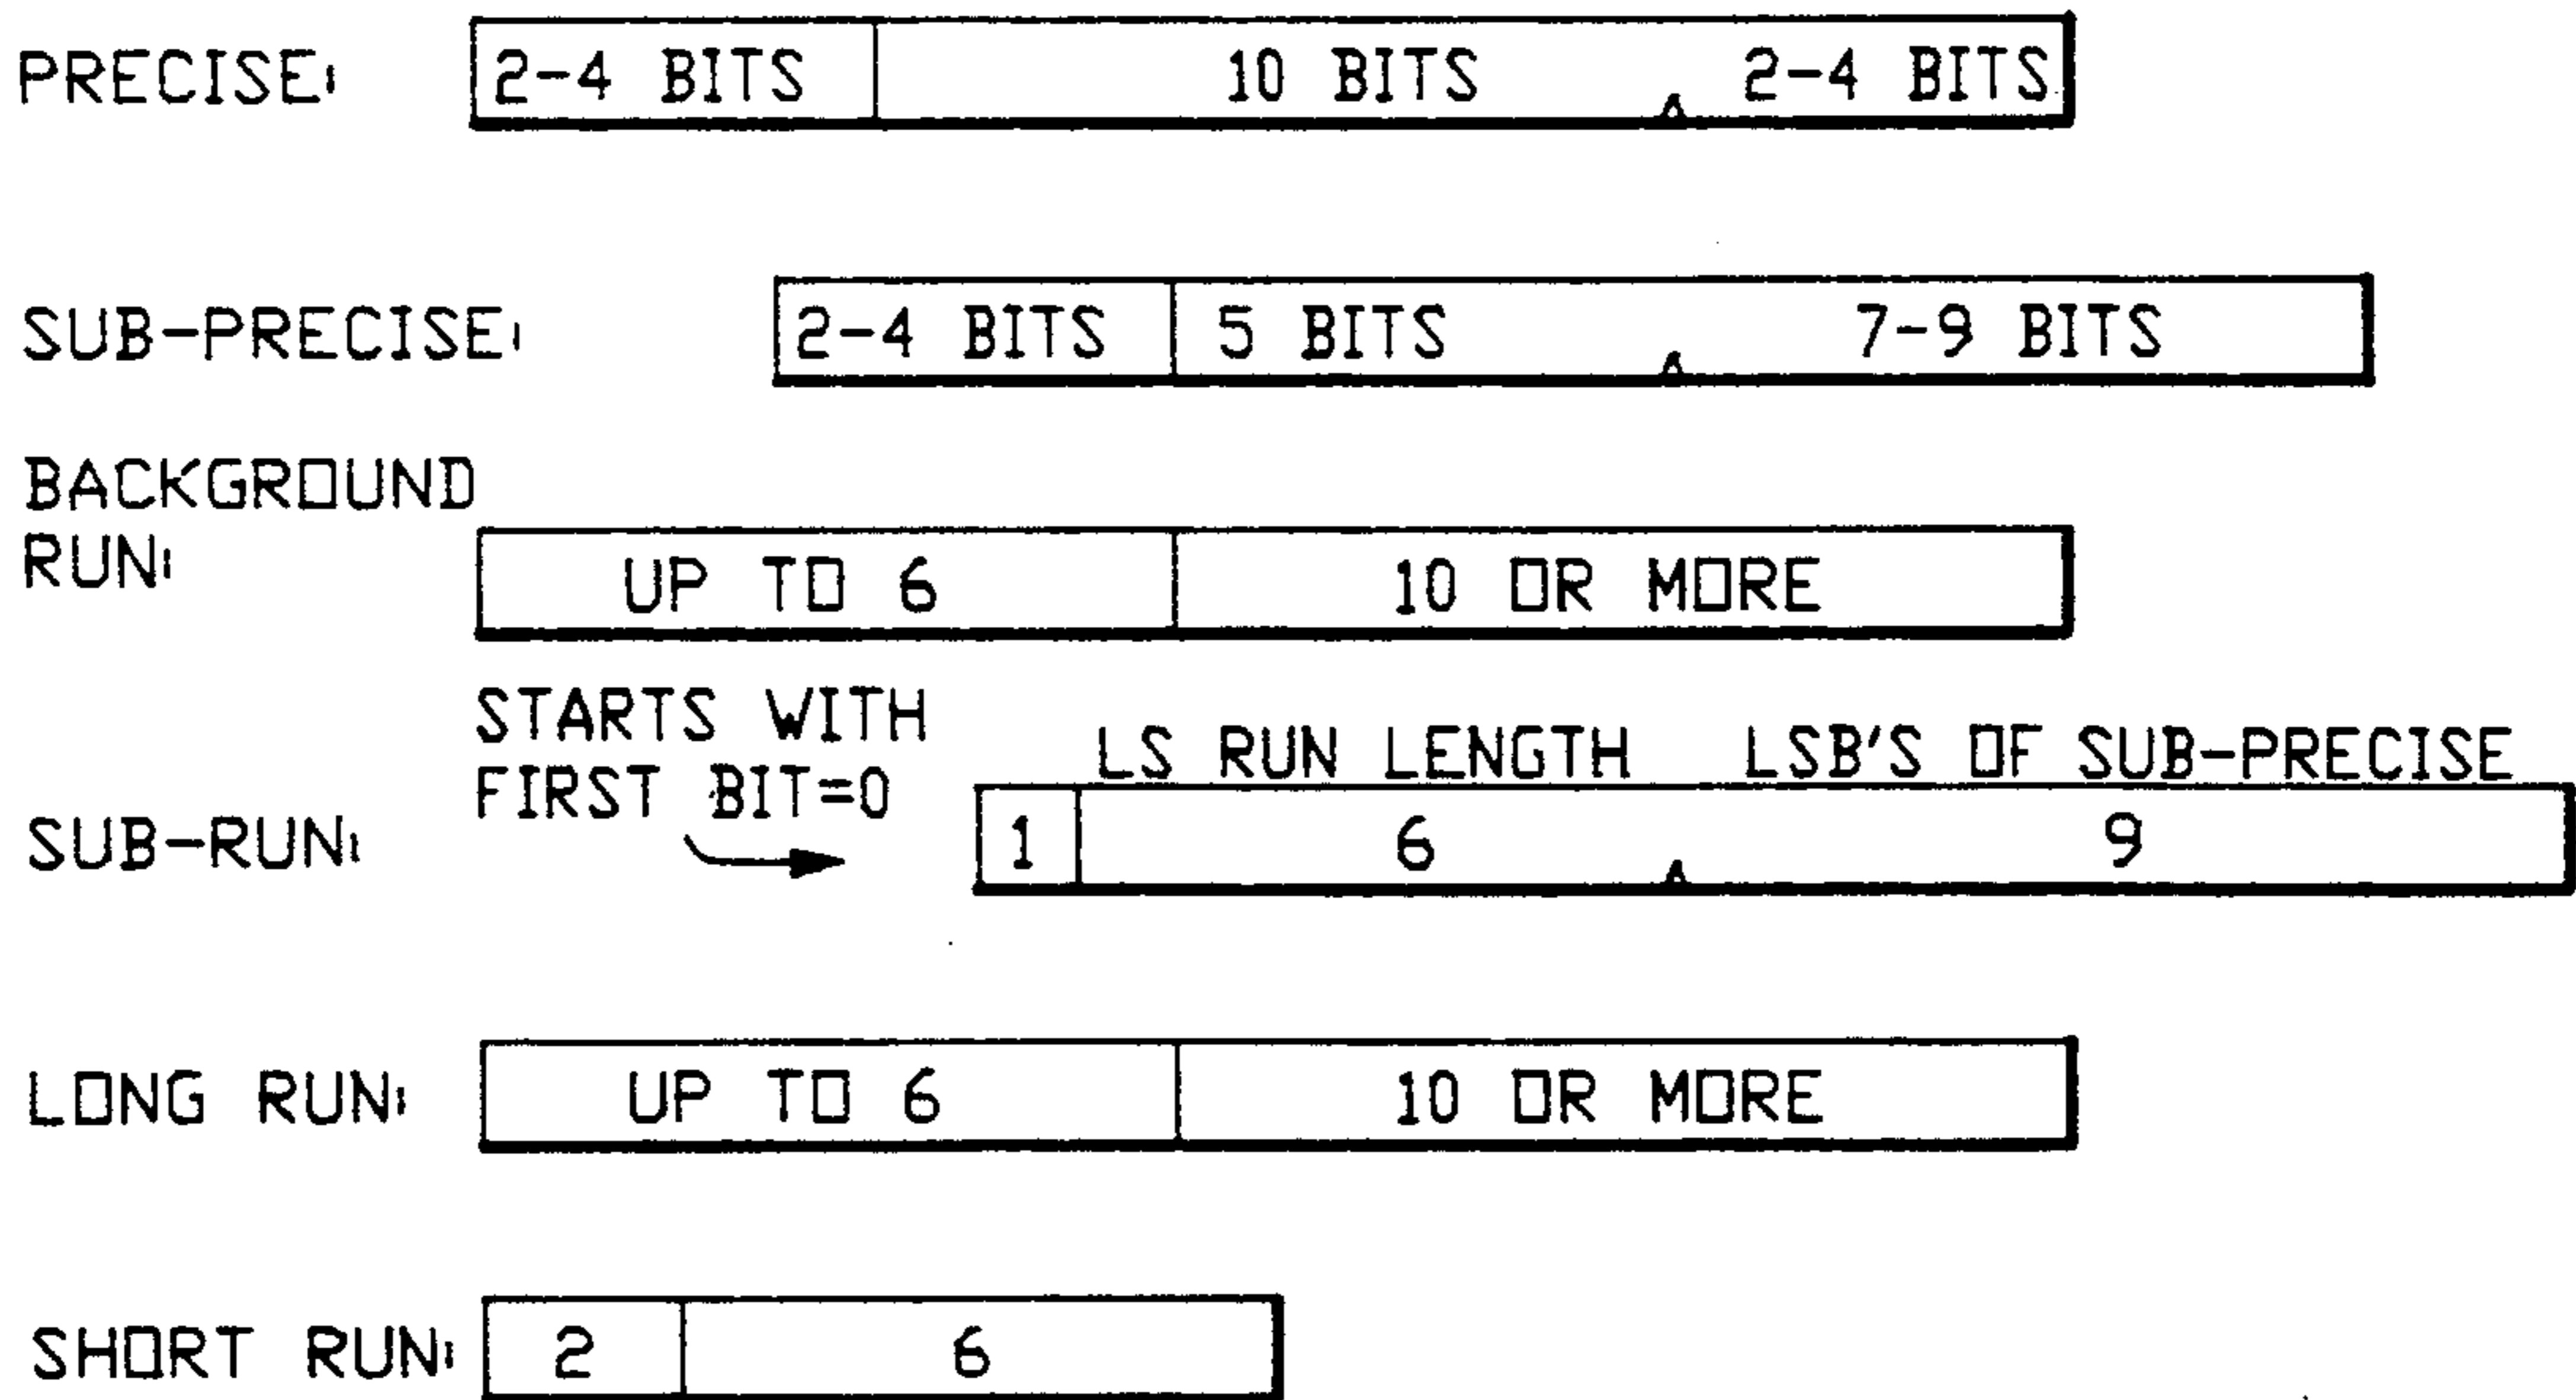 PRECISE: 2-4 BITS 10 BITS 2-4 BITS
SUB-PRECISE: 2-4 BITS 5 BITS 7-9 BITS
BACKGROUND
RUN: UP TO 6 10 OR MORE
STARTS WITH
FIRST BIT=0
LS RUN LENGTH LSB'S OF SUB-PRECISE
SUB-RUN: 1 6 9
LONG RUN: UP TO 6 10 OR MORE
SHORT RUN: 2 6